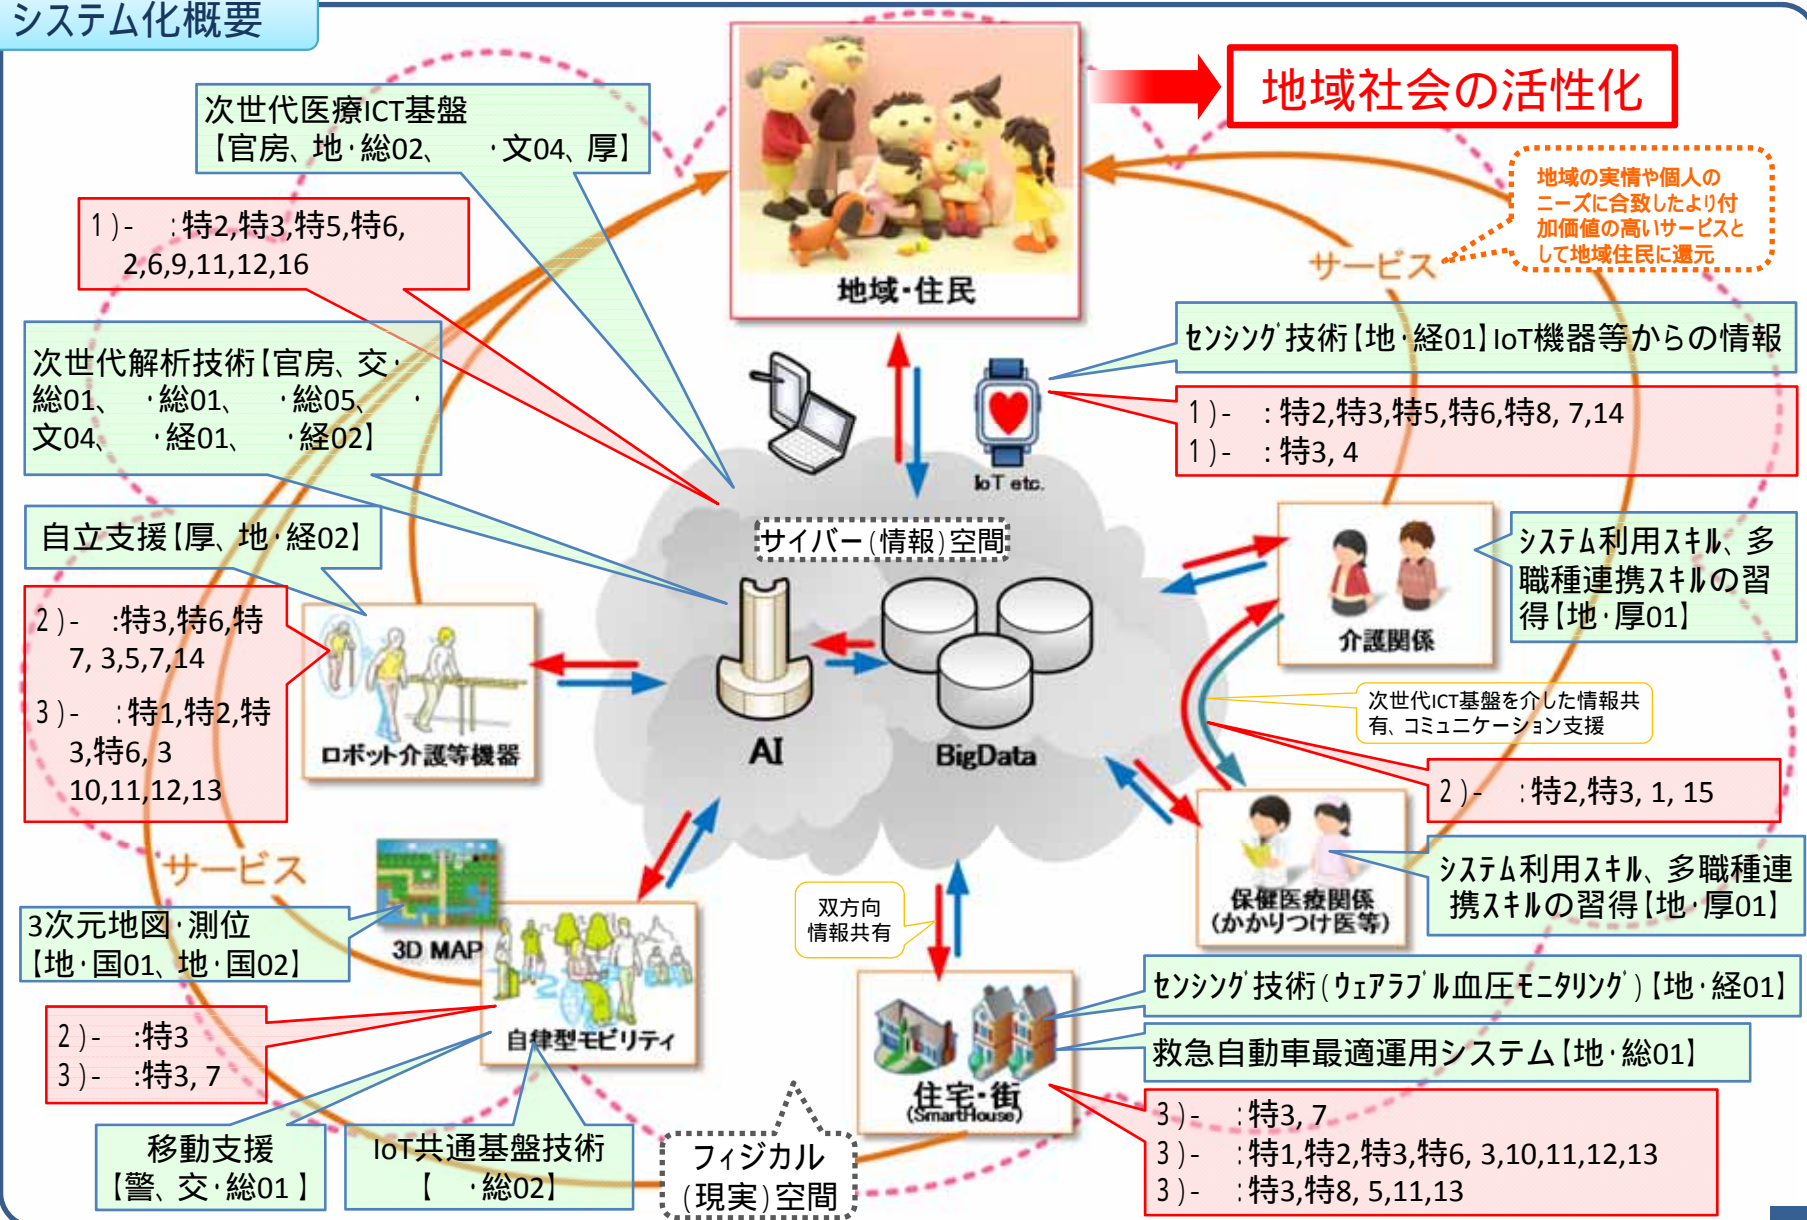 システム化概要
地域社会の活性化
次世代医療ICT基盤
【官房、地・総02、　・文04、厚】
1)-　:特2,特3,特5,特6,
2,6,9,11,12,16
地域の実情や個人の
ニーズに合致したより付
加価値の高いサービスと
して地域住民に還元
サービス
地域・住民
センシング技術【地・経01】IoT機器等からの情報
次世代解析技術【官房、交・
総01、　・総01、　・総05、　・
文04、　・経01、　・経02】
1)-　:特2,特3,特5,特6,特8, 7,14
1)-　:特3, 4
IoT etc.
サイバー(情報)空間
自立支援【厚、地・経02】
システム利用スキル、多
職種連携スキルの習
得【地・厚01】
2)-　:特3,特6,特
7, 3,5,7,14
3)-　:特1,特2,特
3,特6, 3
10,11,12,13
介護関係
ロボット介護等機器
AI
BigData
次世代ICT基盤を介した情報共
有、コミュニケーション支援
2)-　:特2,特3, 1, 15
サービス
3次元地図・測位
【地・国01、地・国02】
3D MAP
双方向
情報共有
保健医療関係
(かかりつけ医等)
システム利用スキル、多職種連
携スキルの習得【地・厚01】
センシング技術(ウェアラブル血圧モニタリング)【地・経01】
2)-　:特3
3)-　:特3, 7
自律型モビリティ
救急自動車最適運用システム【地・総01】
住宅・街
(SmartHouse)
3)-　:特3, 7
3)-　:特1,特2,特3,特6, 3,10,11,12,13
3)-　:特3,特8, 5,11,13
移動支援
【警、交・総01】
IoT共通基盤技術
【　・総02】
フィジカル
(現実)空間